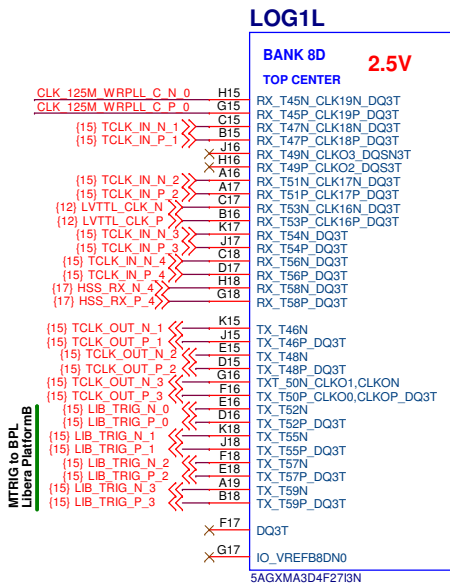 LOG1L
BANK 8D
2.5V
TOP CENTER
CLK_125M_WRPLL_C_N_0 H15 RX_T45N_CLK19N_DQ3T
CLK_125M_WRPLL_C_P_0 G15 RX_T45P_CLK19P_DQ3T
{15} TCLK_IN_N_1 C15 RX_T47N_CLK18N_DQ3T
{15} TCLK_IN_P_1 B15 RX_T47P_CLK18P_DQ3T
J16 RX_T49N_CLKO3_DQSN3T
H16 RX_T49P_CLKO2_DQS3T
{15} TCLK_IN_N_2 A16 RX_T51N_CLK17N_DQ3T
{15} TCLK_IN_P_2 A17 RX_T51P_CLK17P_DQ3T
{12} LVTTL_CLK_N C17 RX_T53N_CLK16N_DQ3T
{12} LVTTL_CLK_P B16 RX_T53P_CLK16P_DQ3T
{15} TCLK_IN_N_3 K17 RX_T54N_DQ3T
{15} TCLK_IN_P_3 J17 RX_T54P_DQ3T
{15} TCLK_IN_N_4 C18 RX_T56N_DQ3T
{15} TCLK_IN_P_4 D17 RX_T56P_DQ3T
{17} HSS_RX_N_4 H18 RX_T58N_DQ3T
{17} HSS_RX_P_4 G18 RX_T58P_DQ3T
{15} TCLK_OUT_N_1 K15 TX_T46N
{15} TCLK_OUT_P_1 J15 TX_T46P_DQ3T
{15} TCLK_OUT_N_2 E15 TX_T48N
{15} TCLK_OUT_P_2 D15 TX_T48P_DQ3T
{15} TCLK_OUT_N_3 G16 TXT_50N_CLKO1,CLKON
{15} TCLK_OUT_P_3 F16 TX_T50P_CLKO0,CLKOP_DQ3T
{15} LIB_TRIG_N_0 E16 TX_T52N
{15} LIB_TRIG_P_0 D16 TX_T52P_DQ3T
{15} LIB_TRIG_N_1 K18 TX_T55N
{15} LIB_TRIG_P_1 J18 TX_T55P_DQ3T
{15} LIB_TRIG_N_2 F18 TX_T57N
{15} LIB_TRIG_P_2 E18 TX_T57P_DQ3T
{15} LIB_TRIG_N_3 A19 TX_T59N
{15} LIB_TRIG_P_3 B18 TX_T59P_DQ3T
MTRIG to BPL
Libera PlatformB
F17 DQ3T
G17 IO_VREFB8DN0
5AGXMA3D4F27I3N